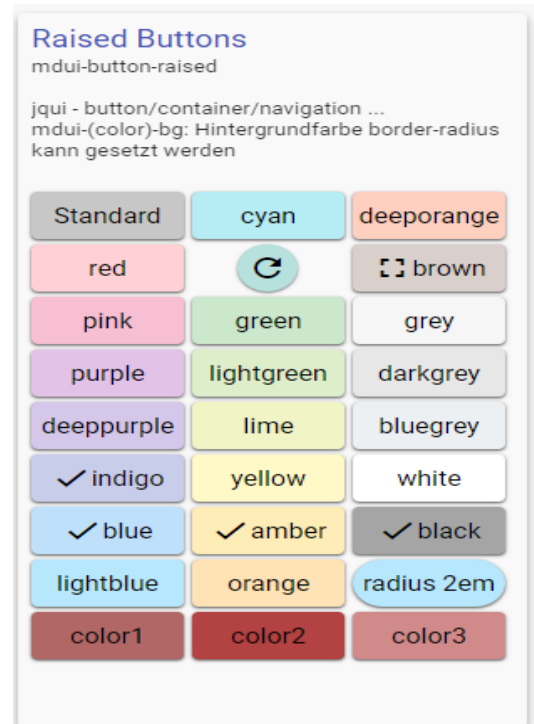 Raised Buttons
mdui-button-raised
jqui - button/container/navigation ...
mdui-(color)-bg: Hintergrundfarbe border-radius
kann gesetzt werden
Standard cyan deeporange
red brown
pink green grey
purple lightgreen darkgrey
deeppurple lime bluegrey
indigo yellow white
blue amber black
lightblue orange radius 2em
color1 color2 color3